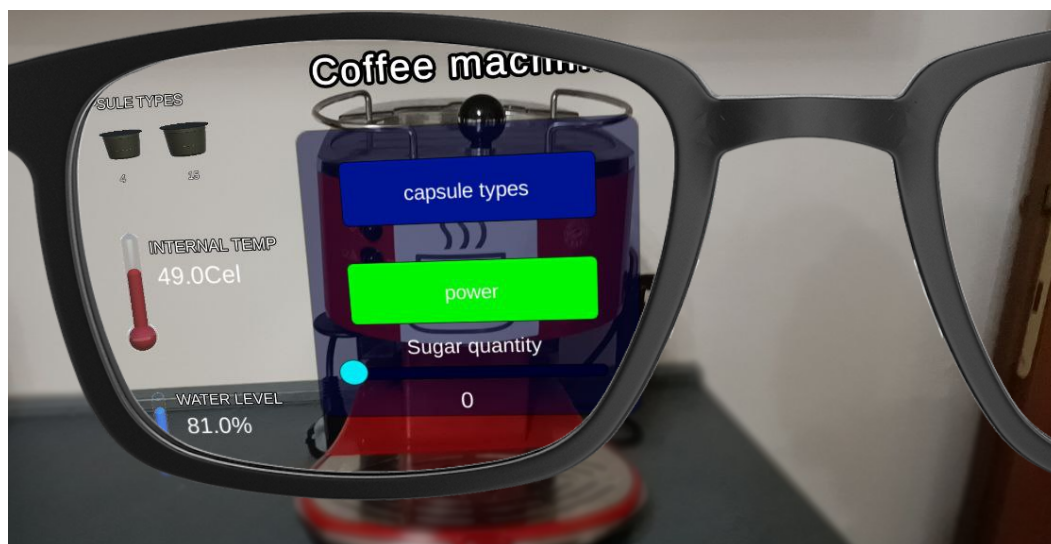 Coffee machine
SULE TYPES
4 15
capsule types
INTERNAL TEMP
49.0Cel
power
Sugar quantity
0
WATER LEVEL
81.0%